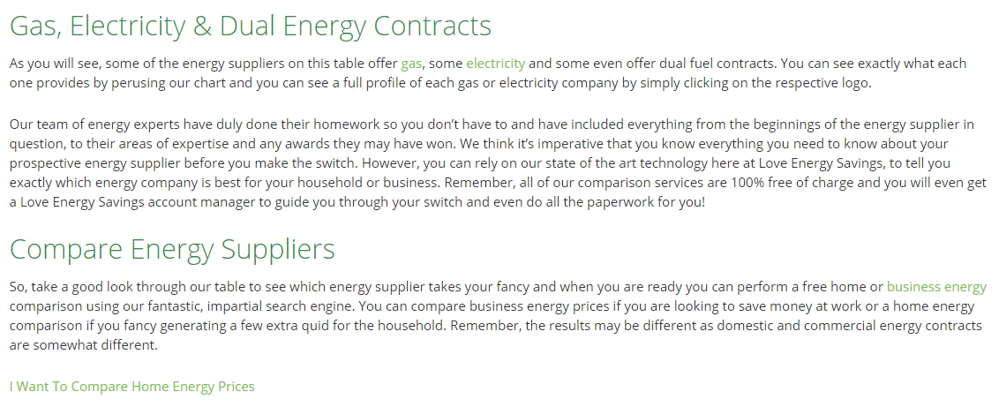 Gas, Electricity & Dual Energy Contracts
As you will see, some of the energy suppliers on this table offer gas, some electricity and some even offer dual fuel contracts. You can see exactly what each
one provides by perusing our chart and you can see a full profile of each gas or electricity company by simply clicking on the respective logo.
Our team of energy experts have duly done their homework so you don’t have to and have included everything from the beginnings of the energy supplier in
question, to their areas of expertise and any awards they may have won. We think it’s imperative that you know everything you need to know about your
prospective energy supplier before you make the switch. However, you can rely on our state of the art technology here at Love Energy Savings, to tell you
exactly which energy company is best for your household or business. Remember, all of our comparison services are 100% free of charge and you will even get
a Love Energy Savings account manager to guide you through your switch and even do all the paperwork for you!
Compare Energy Suppliers
So, take a good look through our table to see which energy supplier takes your fancy and when you are ready you can perform a free home or business energy
comparison using our fantastic, impartial search engine. You can compare business energy prices if you are looking to save money at work or a home energy
comparison if you fancy generating a few extra quid for the household. Remember, the results may be different as domestic and commercial energy contracts
are somewhat different.
I Want To Compare Home Energy Prices